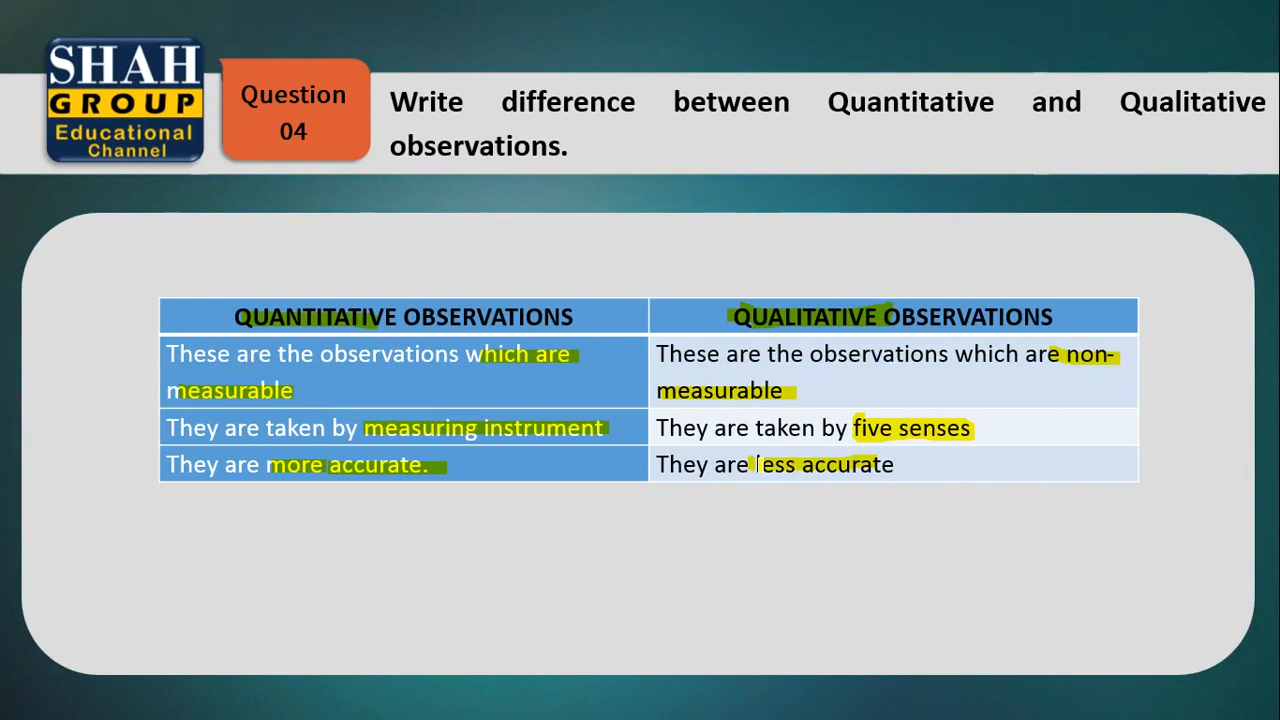 SHAH
GROUP
Educational
Channel
Question
04
Write difference between Quantitative and Qualitative
observations.
QUANTITATIVE OBSERVATIONS
QUALITATIVE OBSERVATIONS
These are the observations which are
measurable
These are the observations which are non-
measurable
They are taken by measuring instrument
They are taken by five senses
They are more accurate.
They are less accurate